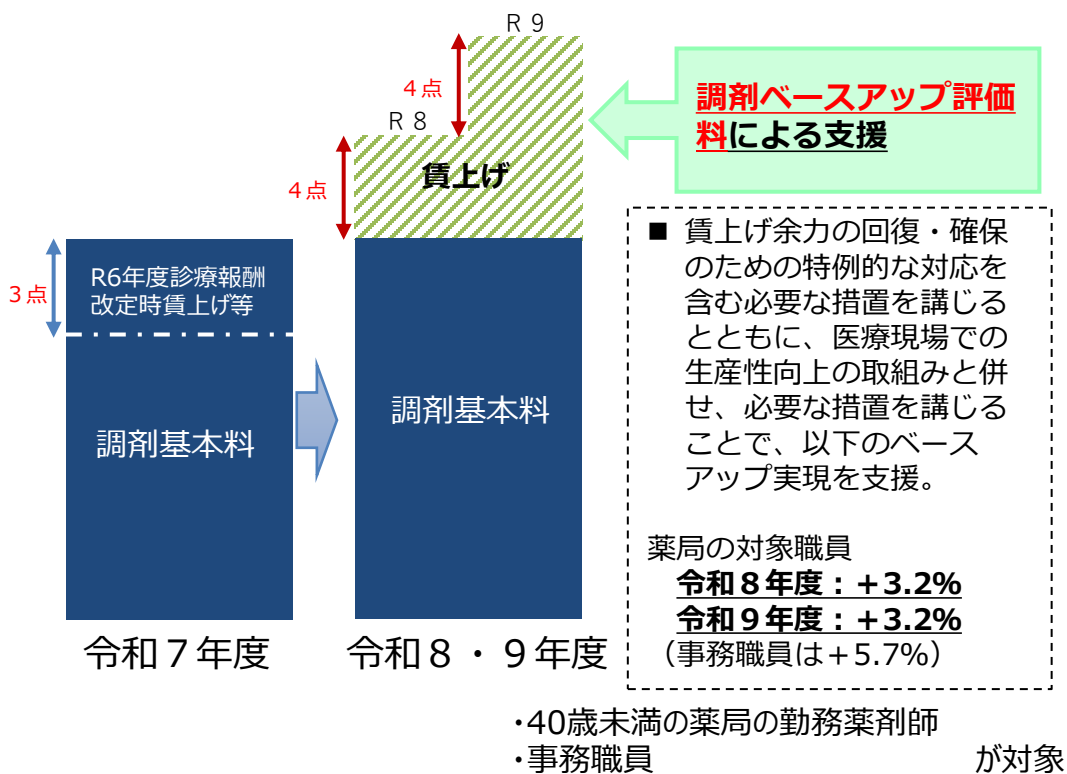 Ｒ９
４点
Ｒ８
４点
賃上げ
調剤ベースアップ評価
料による支援
３点
R6年度診療報酬
改定時賃上げ等
調剤基本料
調剤基本料
令和７年度
令和８・９年度
■ 賃上げ余力の回復・確保
のための特例的な対応を
含む必要な措置を講じる
とともに、医療現場での
生産性向上の取組みと併
せ、必要な措置を講じる
ことで、以下のベース
アップ実現を支援。
薬局の対象職員
令和８年度：＋3.2%
令和９年度：＋3.2%
（事務職員は＋5.7%）
・40歳未満の薬局の勤務薬剤師
・事務職員 が対象